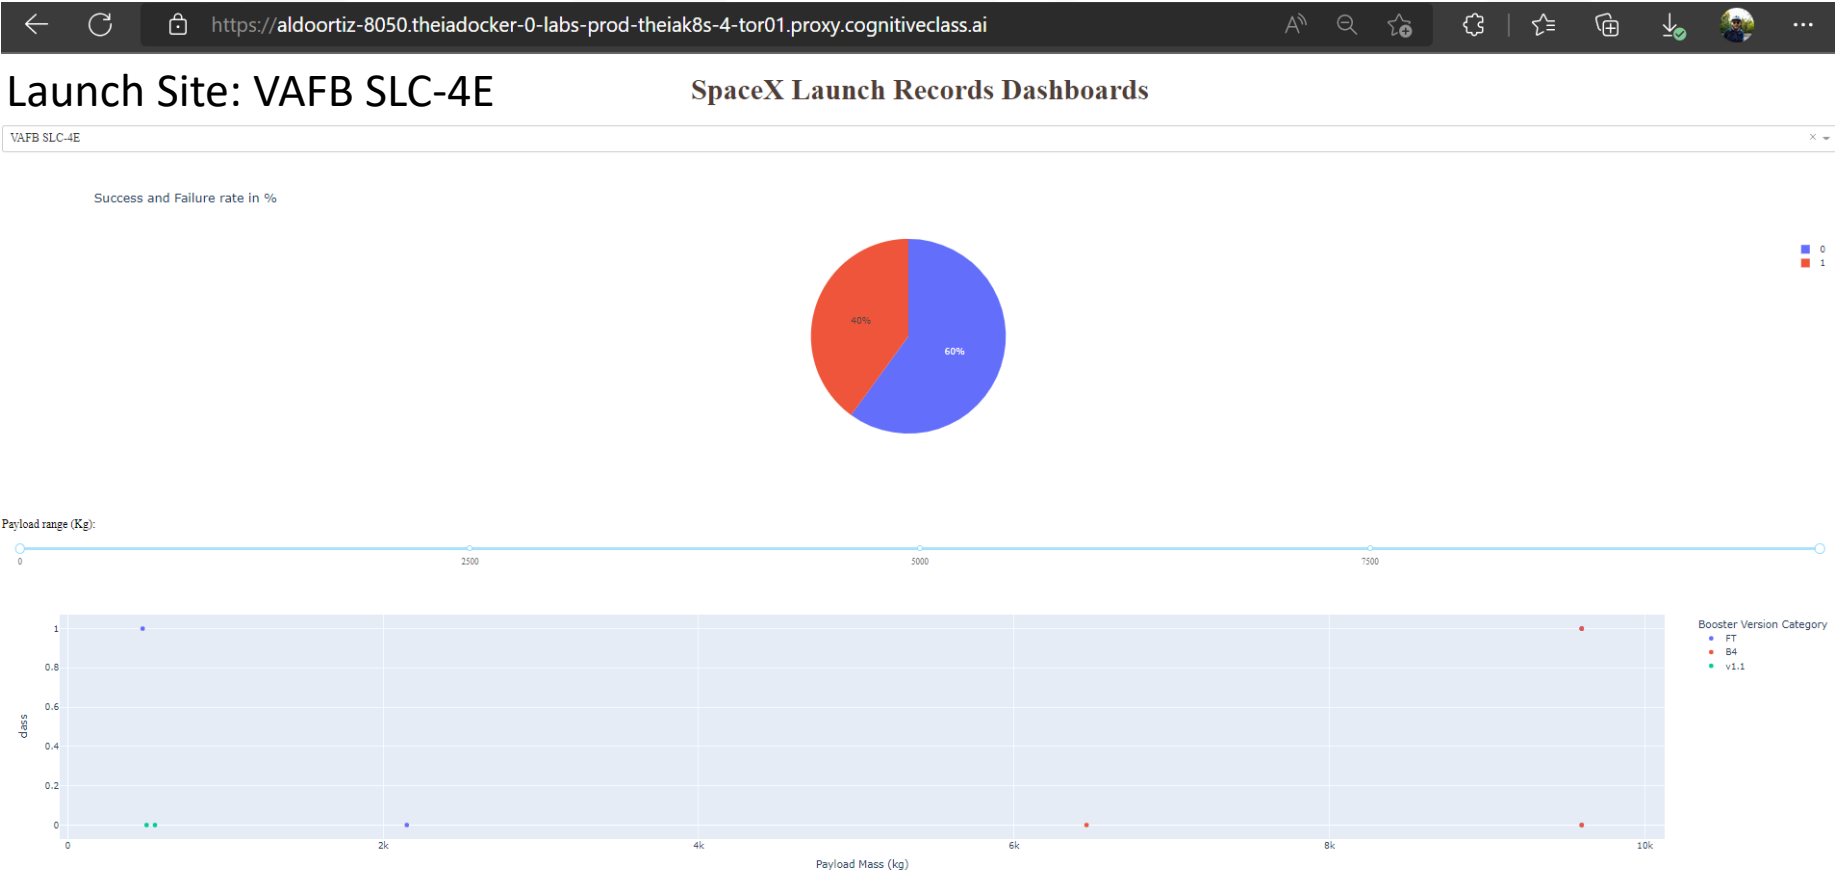 https://aldoortiz-8050.theiadocker-0-labs-prod-theiak8s-4-tor01.proxy.cognitiveclass.ai
Launch Site: VAFB SLC-4E
SpaceX Launch Records Dashboards
VAFB SLC-4E
Success and Failure rate in %
0
1
40%
60%
Payload range (Kg):
0 2500 5000 7500
Booster Version Category
FT
B4
v1.1
1
0.8
0.6
0.4
0.2
0
class
0 2k 4k 6k 8k 10k
Payload Mass (kg)